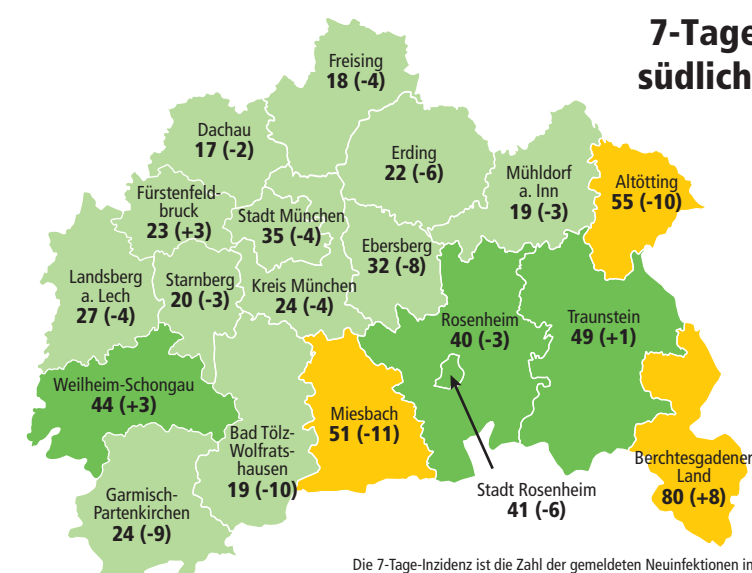 7-Tage
südlich
Freising
18 (-4)
Dachau
17 (-2)
Erding
22 (-6)
Mühldorf
a. Inn
19 (-3)
Altötting
55 (-10)
Fürstenfeld-
bruck
23 (+3)
Stadt München
35 (-4)
Ebersberg
32 (-8)
Landsberg
a. Lech
27 (-4)
Starnberg
20 (-3)
Kreis München
24 (-4)
Rosenheim
40 (-3)
Traunstein
49 (+1)
Weilheim-Schongau
44 (+3)
Bad Tölz-
Wolfrats-
hausen
19 (-10)
Miesbach
51 (-11)
Berchtesgadener
Land
80 (+8)
Garmisch-
Partenkirchen
24 (-9)
Stadt Rosenheim
41 (-6)
Die 7-Tage-Inzidenz ist die Zahl der gemeldeten Neuinfektionen in